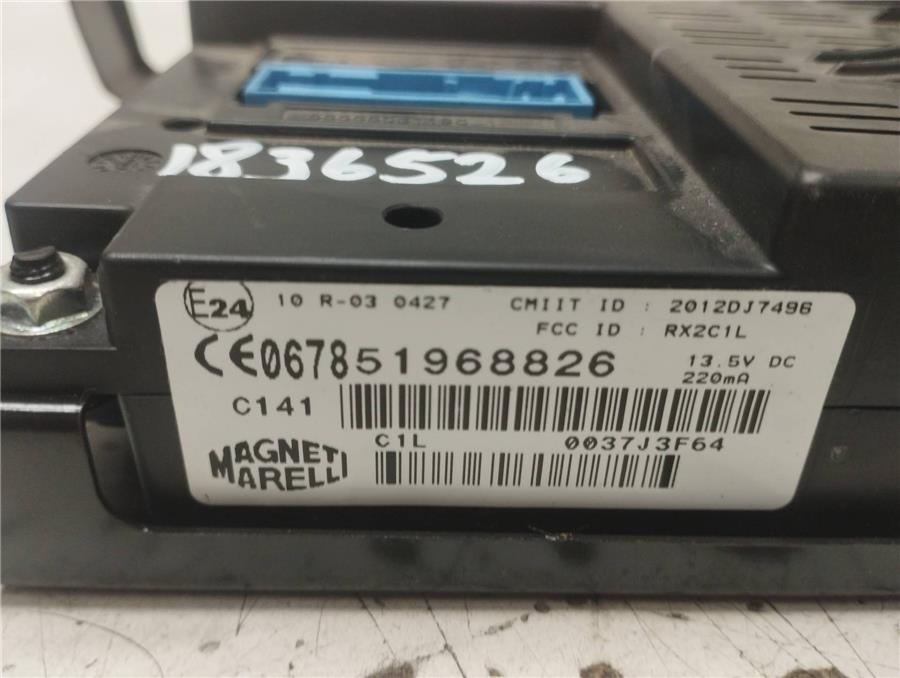 1836526
E24 10 R-03 0427 CMIIT ID : 2012DJ7496
FCC ID : RX2C1L
CE0678 51968826 13.5V DC
220mA
C141
C1L 0037J3F64
MAGNETI
MARELLI